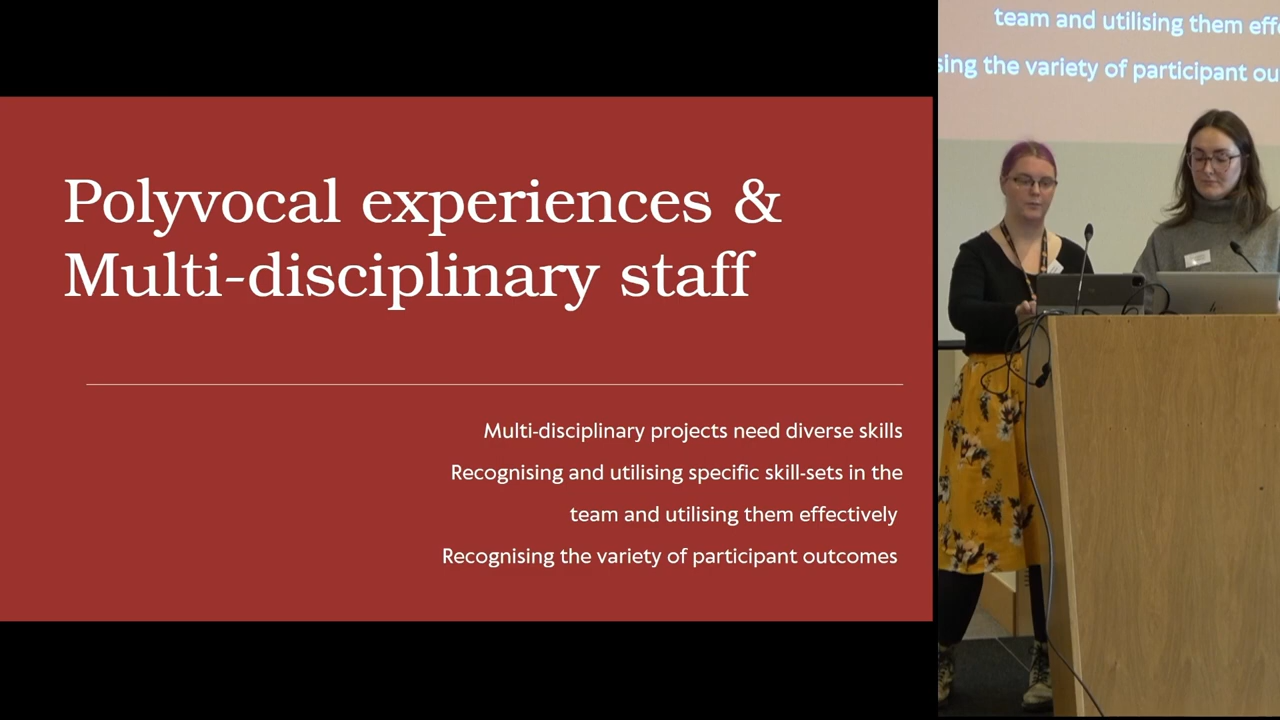 Polyvocal experiences &
Multi-disciplinary staff
Multi-disciplinary projects need diverse skills
Recognising and utilising specific skill-sets in the
team and utilising them effectively
Recognising the variety of participant outcomes
team and utilising them effe
sing the variety of participant ou